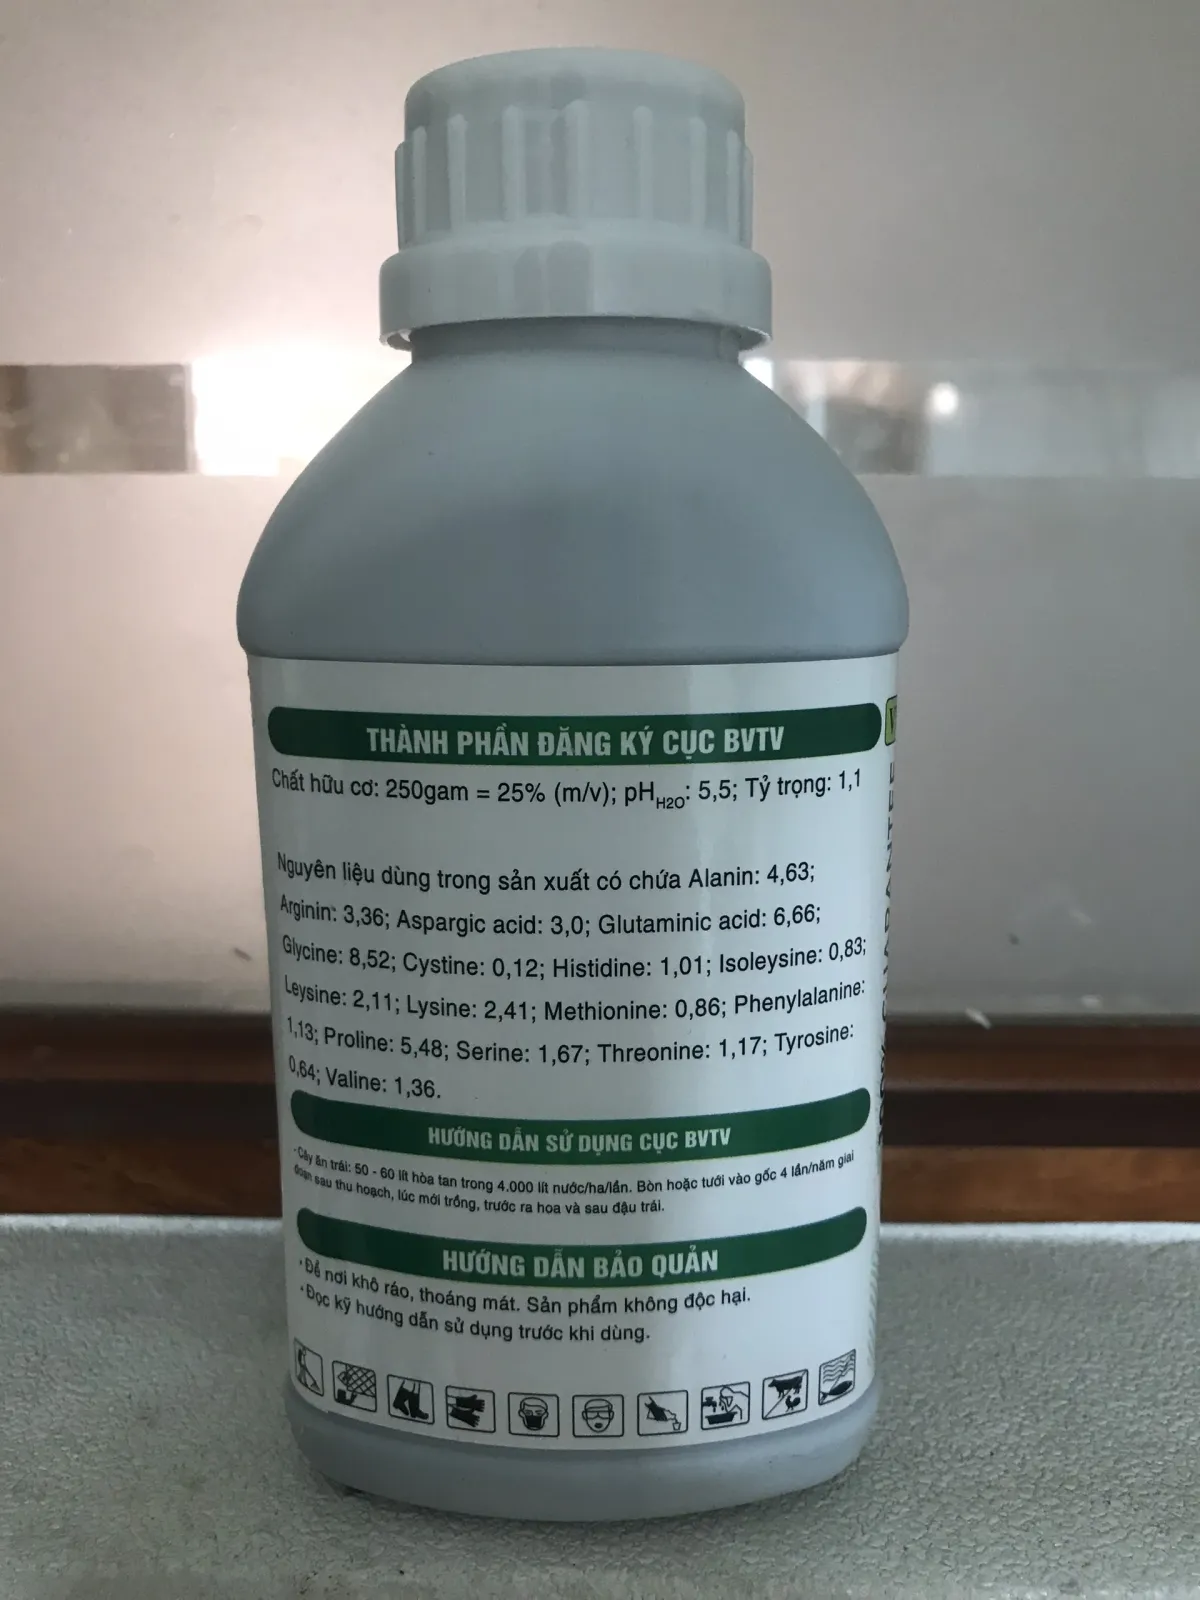 THÀNH PHẦN ĐĂNG KÝ CỤC BVTV
Chất hữu cơ: 250gam = 25% (m/v); pHH2O: 5,5; Tỷ trọng: 1,1
Nguyên liệu dùng trong sản xuất có chứa Alanin: 4,63;
Arginin: 3,36; Aspargic acid: 3,0; Glutaminic acid: 6,66;
Glycine: 8,52; Cystine: 0,12; Histidine: 1,01; Isoleysine: 0,83;
Leysine: 2,11; Lysine: 2,41; Methionine: 0,86; Phenylalanine:
1,13; Proline: 5,48; Serine: 1,67; Threonine: 1,17; Tyrosine:
0,64; Valine: 1,36.
HƯỚNG DẪN SỬ DỤNG CỤC BVTV
- Cây ăn trái: 50 - 60 lít hòa tan trong 4.000 lít nước/ha/lần. Bón hoặc tưới vào gốc 4 lần/năm giai
đoạn sau thu hoạch, lúc mới trồng, trước ra hoa và sau đậu trái.
HƯỚNG DẪN BẢO QUẢN
• Để nơi khô ráo, thoáng mát. Sản phẩm không độc hại.
• Đọc kỹ hướng dẫn sử dụng trước khi dùng.